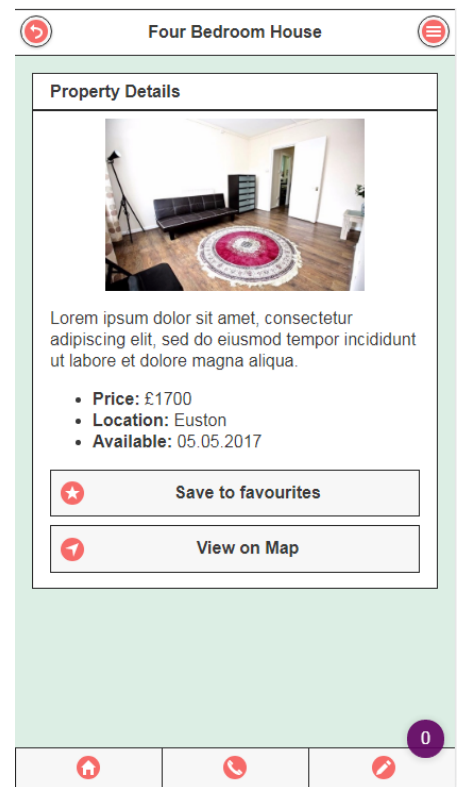 Four Bedroom House
Property Details
Lorem ipsum dolor sit amet, consectetur
adipiscing elit, sed do eiusmod tempor incididunt
ut labore et dolore magna aliqua.
Price: £1700
Location: Euston
Available: 05.05.2017
Save to favourites
View on Map
0